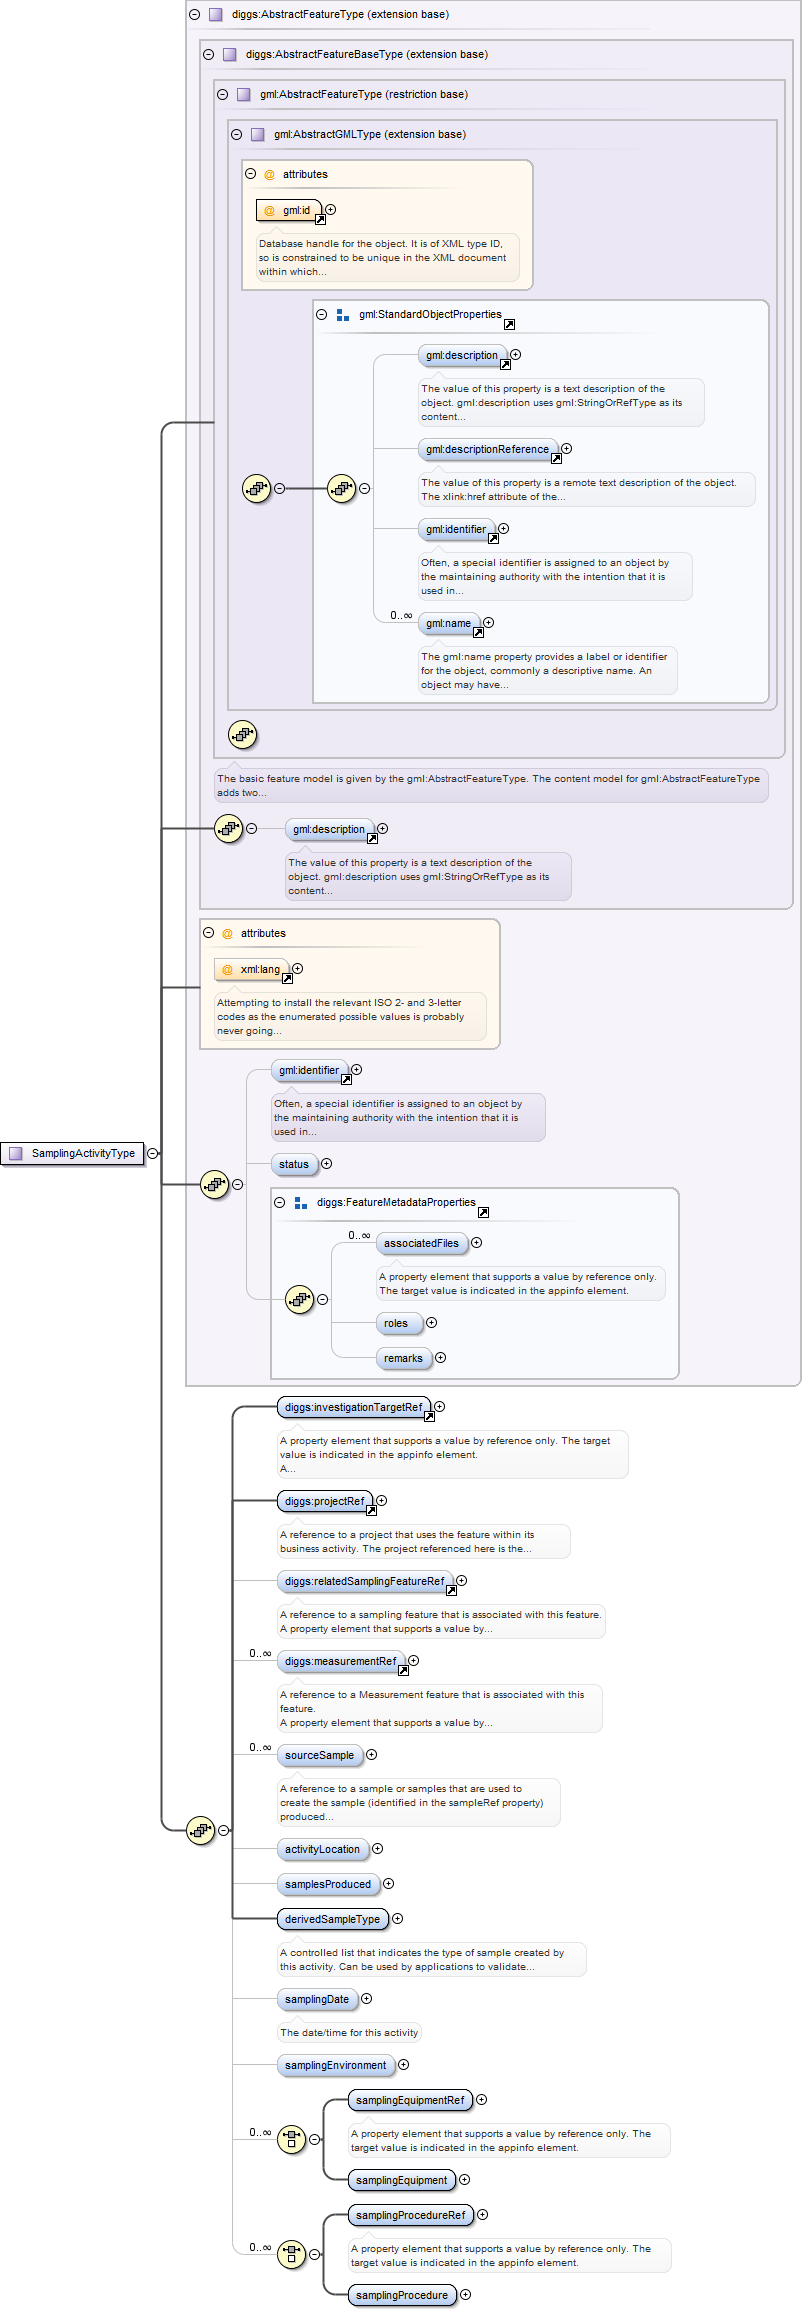 diggs:AbstractFeatureType (extension base)
diggs:AbstractFeatureBaseType (extension base)
gml:AbstractFeatureType (restriction base)
gml:AbstractGMLType (extension base)
@ attributes
@ gml:id
Database handle for the object. It is of XML type ID,
so is constrained to be unique in the XML document
within which...
gml:StandardObjectProperties
gml:description
The value of this property is a text description of the
object. gml:description uses gml:StringOrRefType as its
content...
gml:descriptionReference
The value of this property is a remote text description of the object.
The xlink:href attribute of the...
gml:identifier
Often, a special identifier is assigned to an object by
the maintaining authority with the intention that it is
used in...
0..∞
gml:name
The gml:name property provides a label or identifier
for the object, commonly a descriptive name. An
object may have...
The basic feature model is given by the gml:AbstractFeatureType. The content model for gml:AbstractFeatureType
adds two...
gml:description
The value of this property is a text description of the
object. gml:description uses gml:StringOrRefType as its
content...
@ attributes
@ xml:lang
Attempting to install the relevant ISO 2- and 3-letter
codes as the enumerated possible values is probably
never going...
gml:identifier
Often, a special identifier is assigned to an object by
the maintaining authority with the intention that it is
used in...
SamplingActivityType
status
diggs:FeatureMetadataProperties
0..∞
associatedFiles
A property element that supports a value by reference only.
The target value is indicated in the appinfo element.
roles
remarks
diggs:investigationTargetRef
A property element that supports a value by reference only. The target
value is indicated in the appinfo element.
A...
diggs:projectRef
A reference to a project that uses the feature within its
business activity. The project referenced here is the...
diggs:relatedSamplingFeatureRef
A reference to a sampling feature that is associated with this feature.
A property element that supports a value by...
0..∞
diggs:measurementRef
A reference to a Measurement feature that is associated with this
feature.
A property element that supports a value by...
0..∞
sourceSample
A reference to a sample or samples that are used to
create the sample (identified in the sampleRef property)
produced...
activityLocation
samplesProduced
derivedSampleType
A controlled list that indicates the type of sample created by
this activity. Can be used by applications to validate...
samplingDate
The date/time for this activity
samplingEnvironment
samplingEquipmentRef
0..∞
A property element that supports a value by reference only. The
target value is indicated in the appinfo element.
samplingEquipment
samplingProcedureRef
0..∞
A property element that supports a value by reference only. The
target value is indicated in the appinfo element.
samplingProcedure